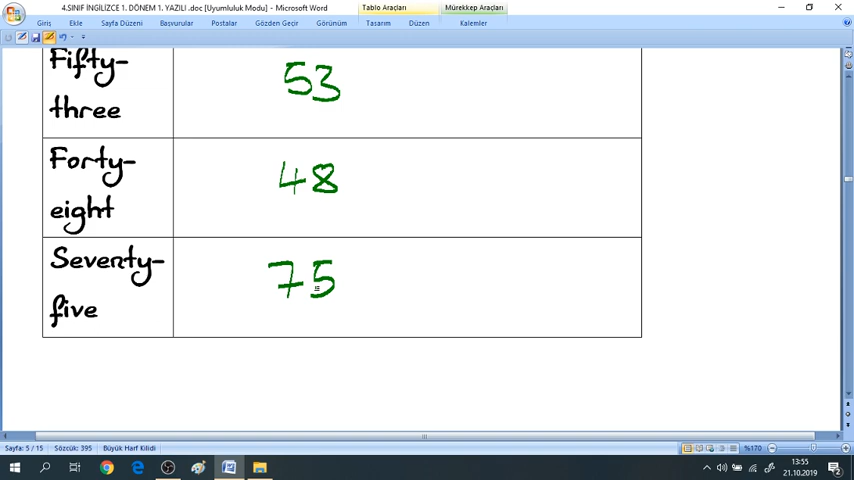 4.SINIF İNGİLİZCE 1. DÖNEM 1. YAZILI .doc [Uyumluluk Modu] - Microsoft Word
Tablo Araçları
Mürekkep Araçları
Giriş Ekle Sayfa Düzeni Başvurular Postalar Gözden Geçir Görünüm Tasarım Düzen Kalemler
Fifty-
three
53
Forty-
eight
48
Seventy-
five
75
Sayfa: 5 / 15 Sözcük: 395 Büyük Harf Kilidi %170
13:55
21.10.2019
2